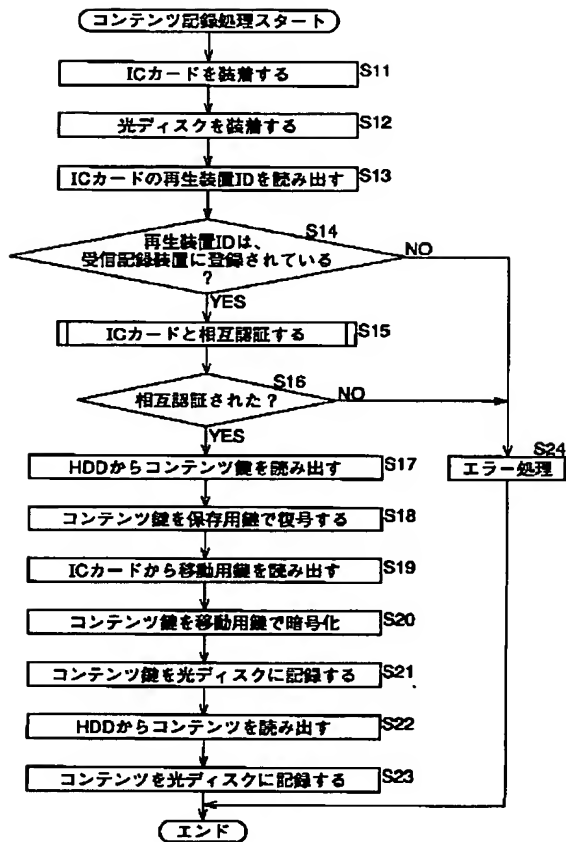 コンテンツ記録処理スタート
ICカードを装着する S11
光ディスクを装着する S12
ICカードの再生装置IDを読み出す S13
S14
再生装置IDは、
受信記録装置に登録されている
?
NO
YES
ICカードと相互認証する S15
S16
相互認証された?
NO
YES
HDDからコンテンツ鍵を読み出す S17
S24
エラー処理
コンテンツ鍵を保存用鍵で復号する S18
ICカードから移動用鍵を読み出す S19
コンテンツ鍵を移動用鍵で暗号化 S20
コンテンツ鍵を光ディスクに記録する S21
HDDからコンテンツを読み出す S22
コンテンツを光ディスクに記録する S23
エンド